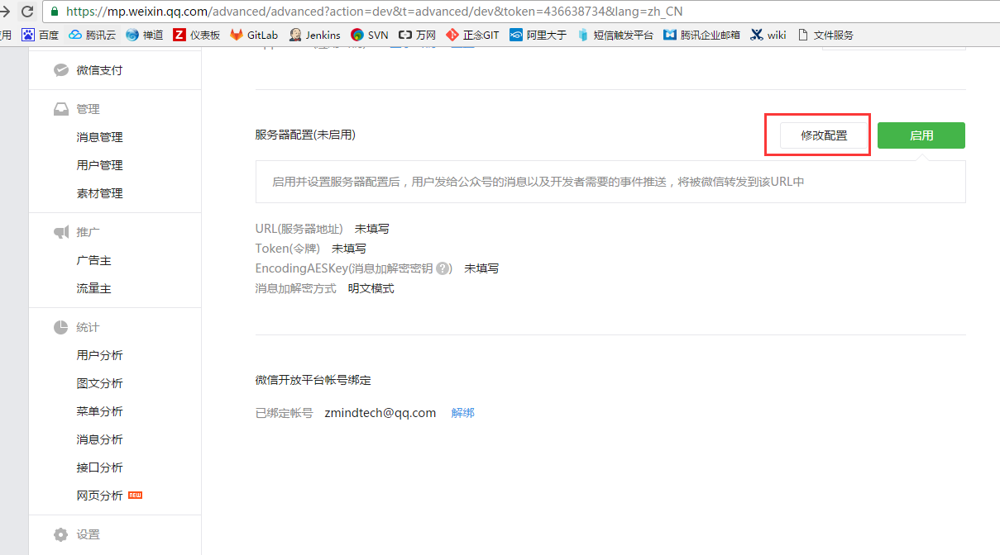 https://mp.weixin.qq.com/advanced/advanced?action=dev&t=advanced/dev&token=436638734&lang=zh_CN
用 百度 腾讯云 禅道 Z 仪表板 GitLab Jenkins SVN 万网 正念GIT 阿里大于 短信触发平台 腾讯企业邮箱 wiki 文件服务
微信支付
管理
消息管理
用户管理
素材管理
推广
广告主
流量主
统计
用户分析
图文分析
菜单分析
消息分析
接口分析
网页分析 NEW
设置
服务器配置(未启用)
修改配置 启用
启用并设置服务器配置后，用户发给公众号的消息以及开发者需要的事件推送，将被微信转发到该URL中
URL(服务器地址) 未填写
Token(令牌) 未填写
EncodingAESKey(消息加解密密钥 ?) 未填写
消息加解密方式 明文模式
微信开放平台帐号绑定
已绑定帐号 zmindtech@qq.com 解绑